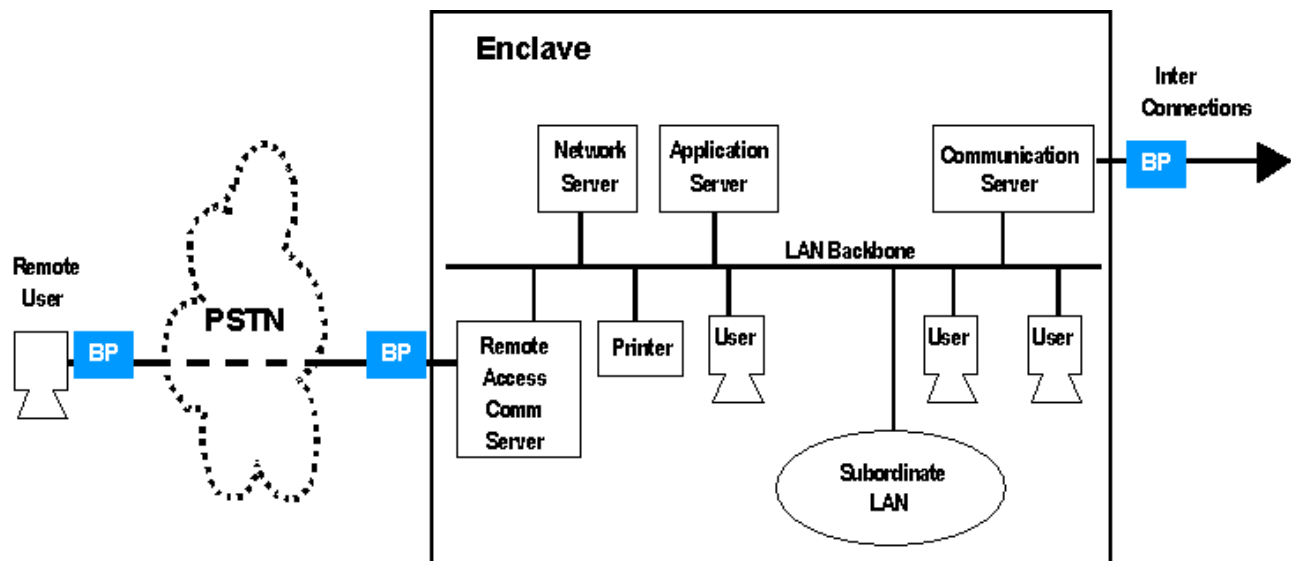 Enclave
Inter
Connections
Network
Server
Application
Server
Communication
Server
BP
LAN Backbone
Remote
User
PSTN
BP
BP
Remote
Access
Comm
Server
Printer
User
User
User
Subordinate
LAN